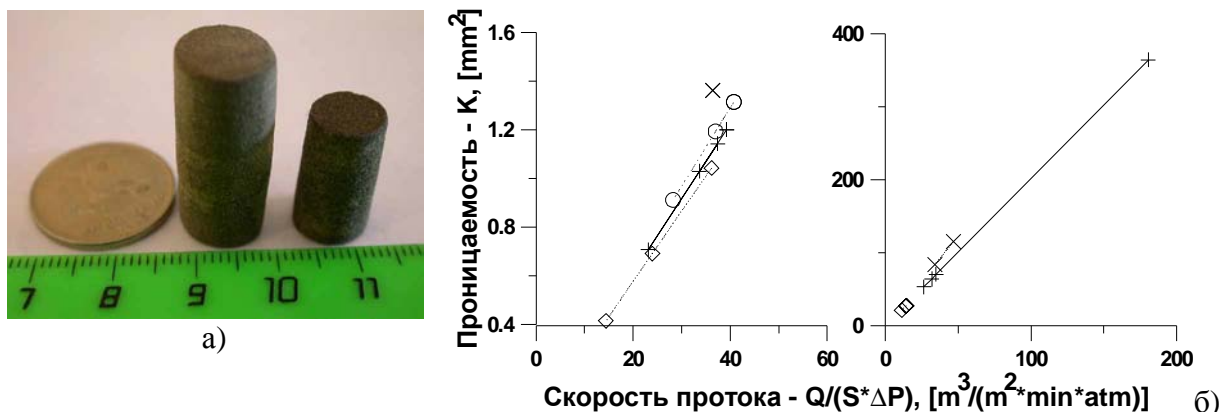 7 8 9 10 11
а)
Проницаемость - K, [mm²]
1.6
1.2
0.8
0.4
0 20 40 60
400
200
0
0 100 200
Скорость протока - Q/(S*ΔP), [m³/(m²*min*atm)]
б)